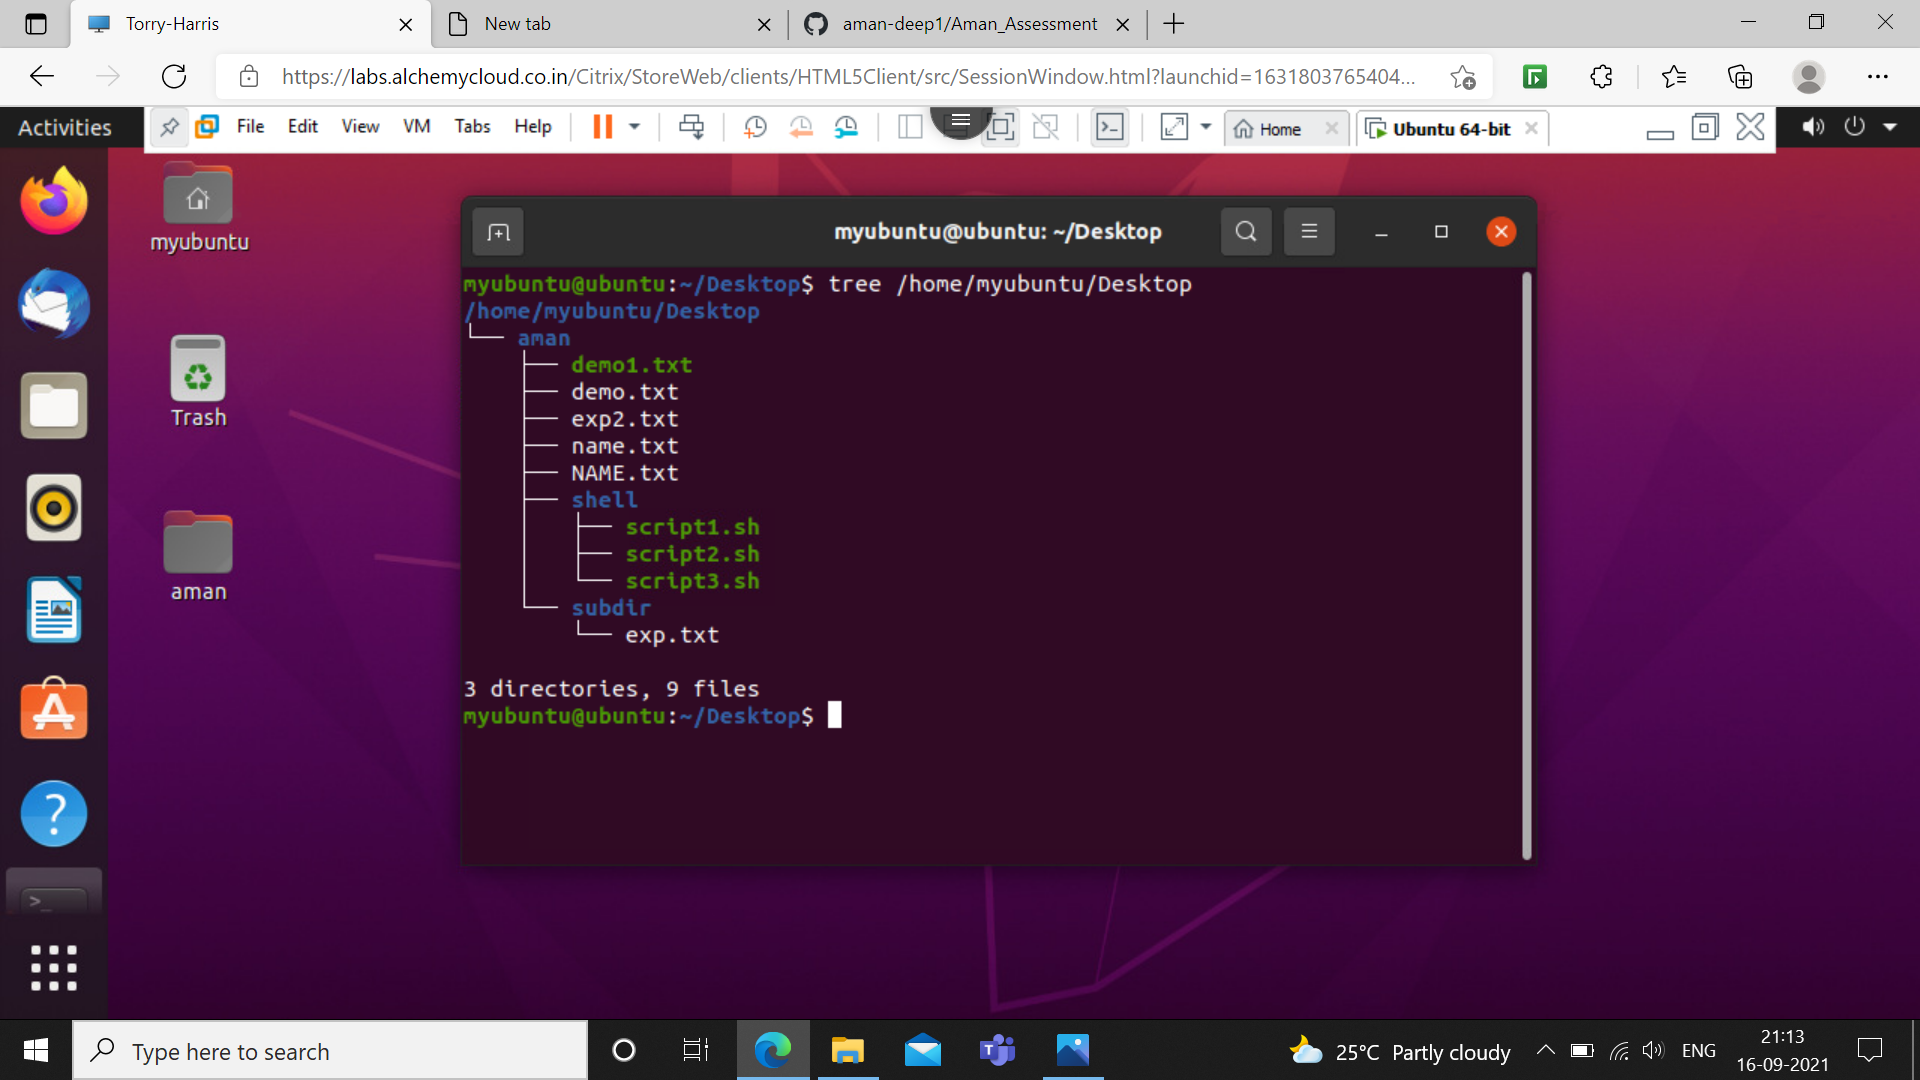 Torry-Harris
New tab
aman-deep1/Aman_Assessment
https://labs.alchemycloud.co.in/Citrix/StoreWeb/clients/HTML5Client/src/SessionWindow.html?launchid=1631803765404...
Activities
File Edit View VM Tabs Help
Home
Ubuntu 64-bit
myubuntu
Trash
aman
myubuntu@ubuntu: ~/Desktop
myubuntu@ubuntu:~/Desktop$ tree /home/myubuntu/Desktop
/home/myubuntu/Desktop
└── aman
    ├── demo1.txt
    ├── demo.txt
    ├── exp2.txt
    ├── name.txt
    ├── NAME.txt
    ├── shell
    │   ├── script1.sh
    │   ├── script2.sh
    │   └── script3.sh
    └── subdir
        └── exp.txt
3 directories, 9 files
myubuntu@ubuntu:~/Desktop$
Type here to search
25°C Partly cloudy
ENG
21:13
16-09-2021